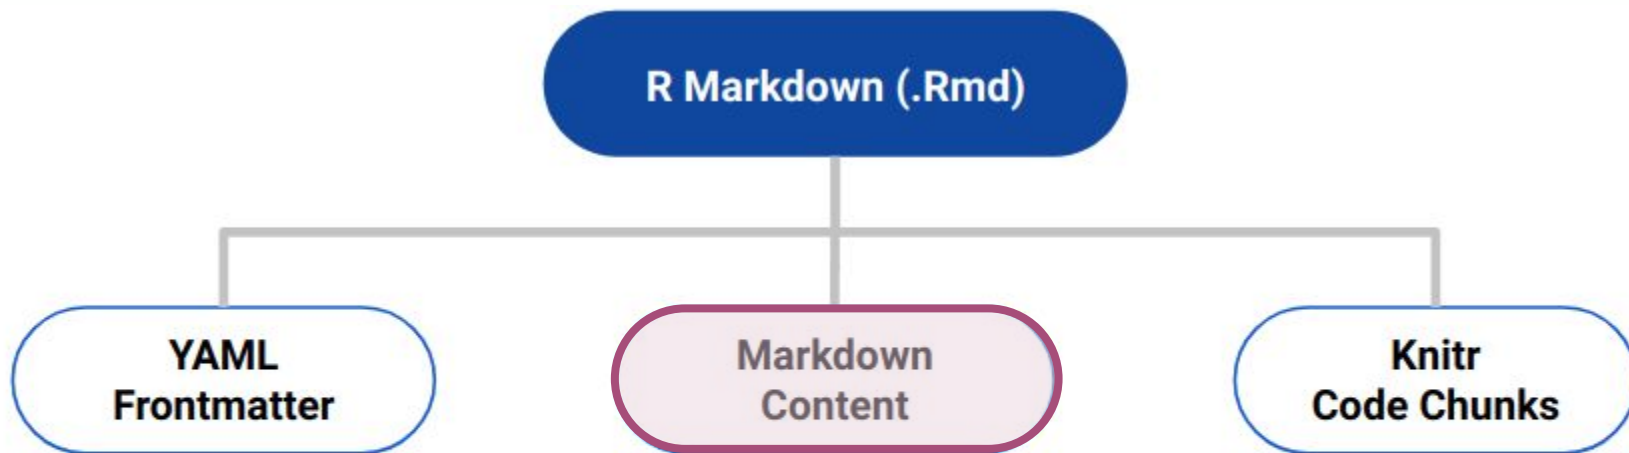 R Markdown (.Rmd)
YAML
Frontmatter
Markdown
Content
Knitr
Code Chunks